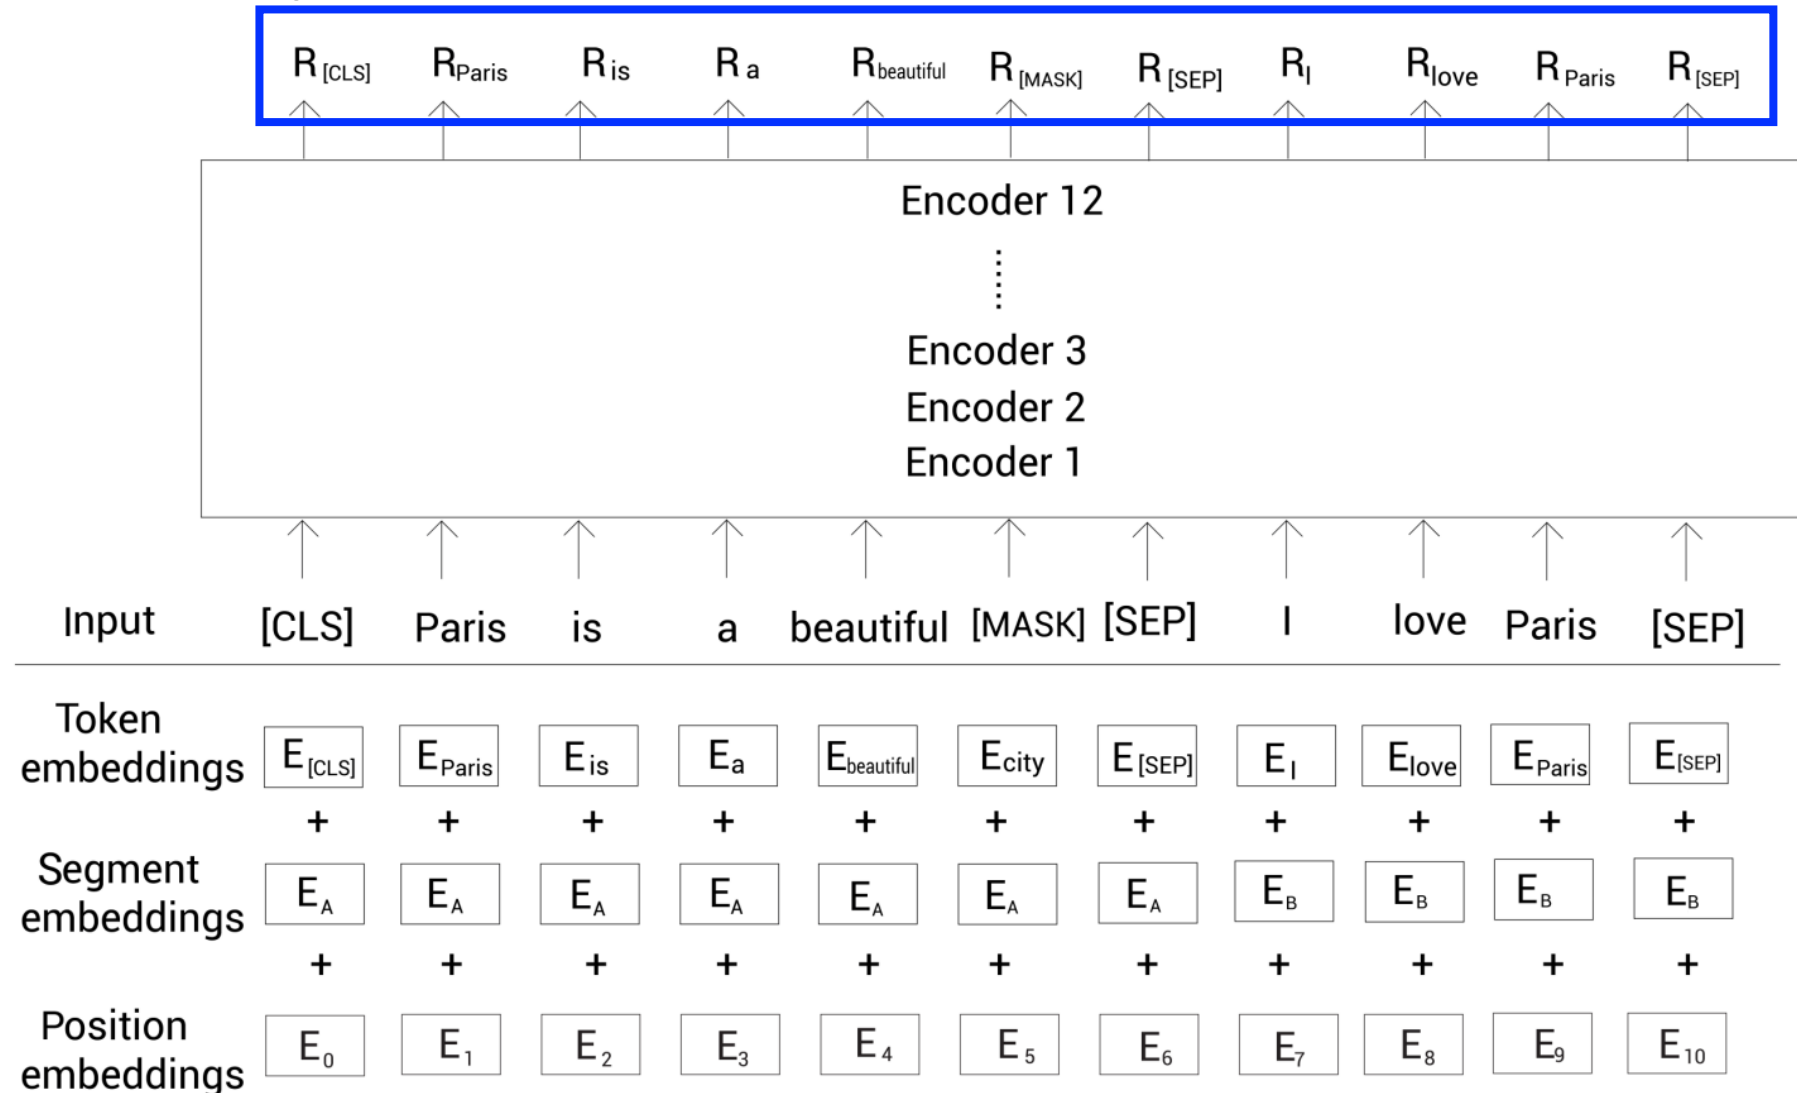 R[CLS] RParis Ris Ra Rbeautiful R[MASK] R[SEP] RI Rlove RParis R[SEP]
Encoder 12
Encoder 3
Encoder 2
Encoder 1
Input [CLS] Paris is a beautiful [MASK] [SEP] I love Paris [SEP]
Token
embeddings E[CLS] EParis Eis Ea Ebeautiful Ecity E[SEP] EI Elove EParis E[SEP]
+ + + + + + + + + + +
Segment
embeddings EA EA EA EA EA EA EA EB EB EB EB
+ + + + + + + + + + +
Position
embeddings E0 E1 E2 E3 E4 E5 E6 E7 E8 E9 E10